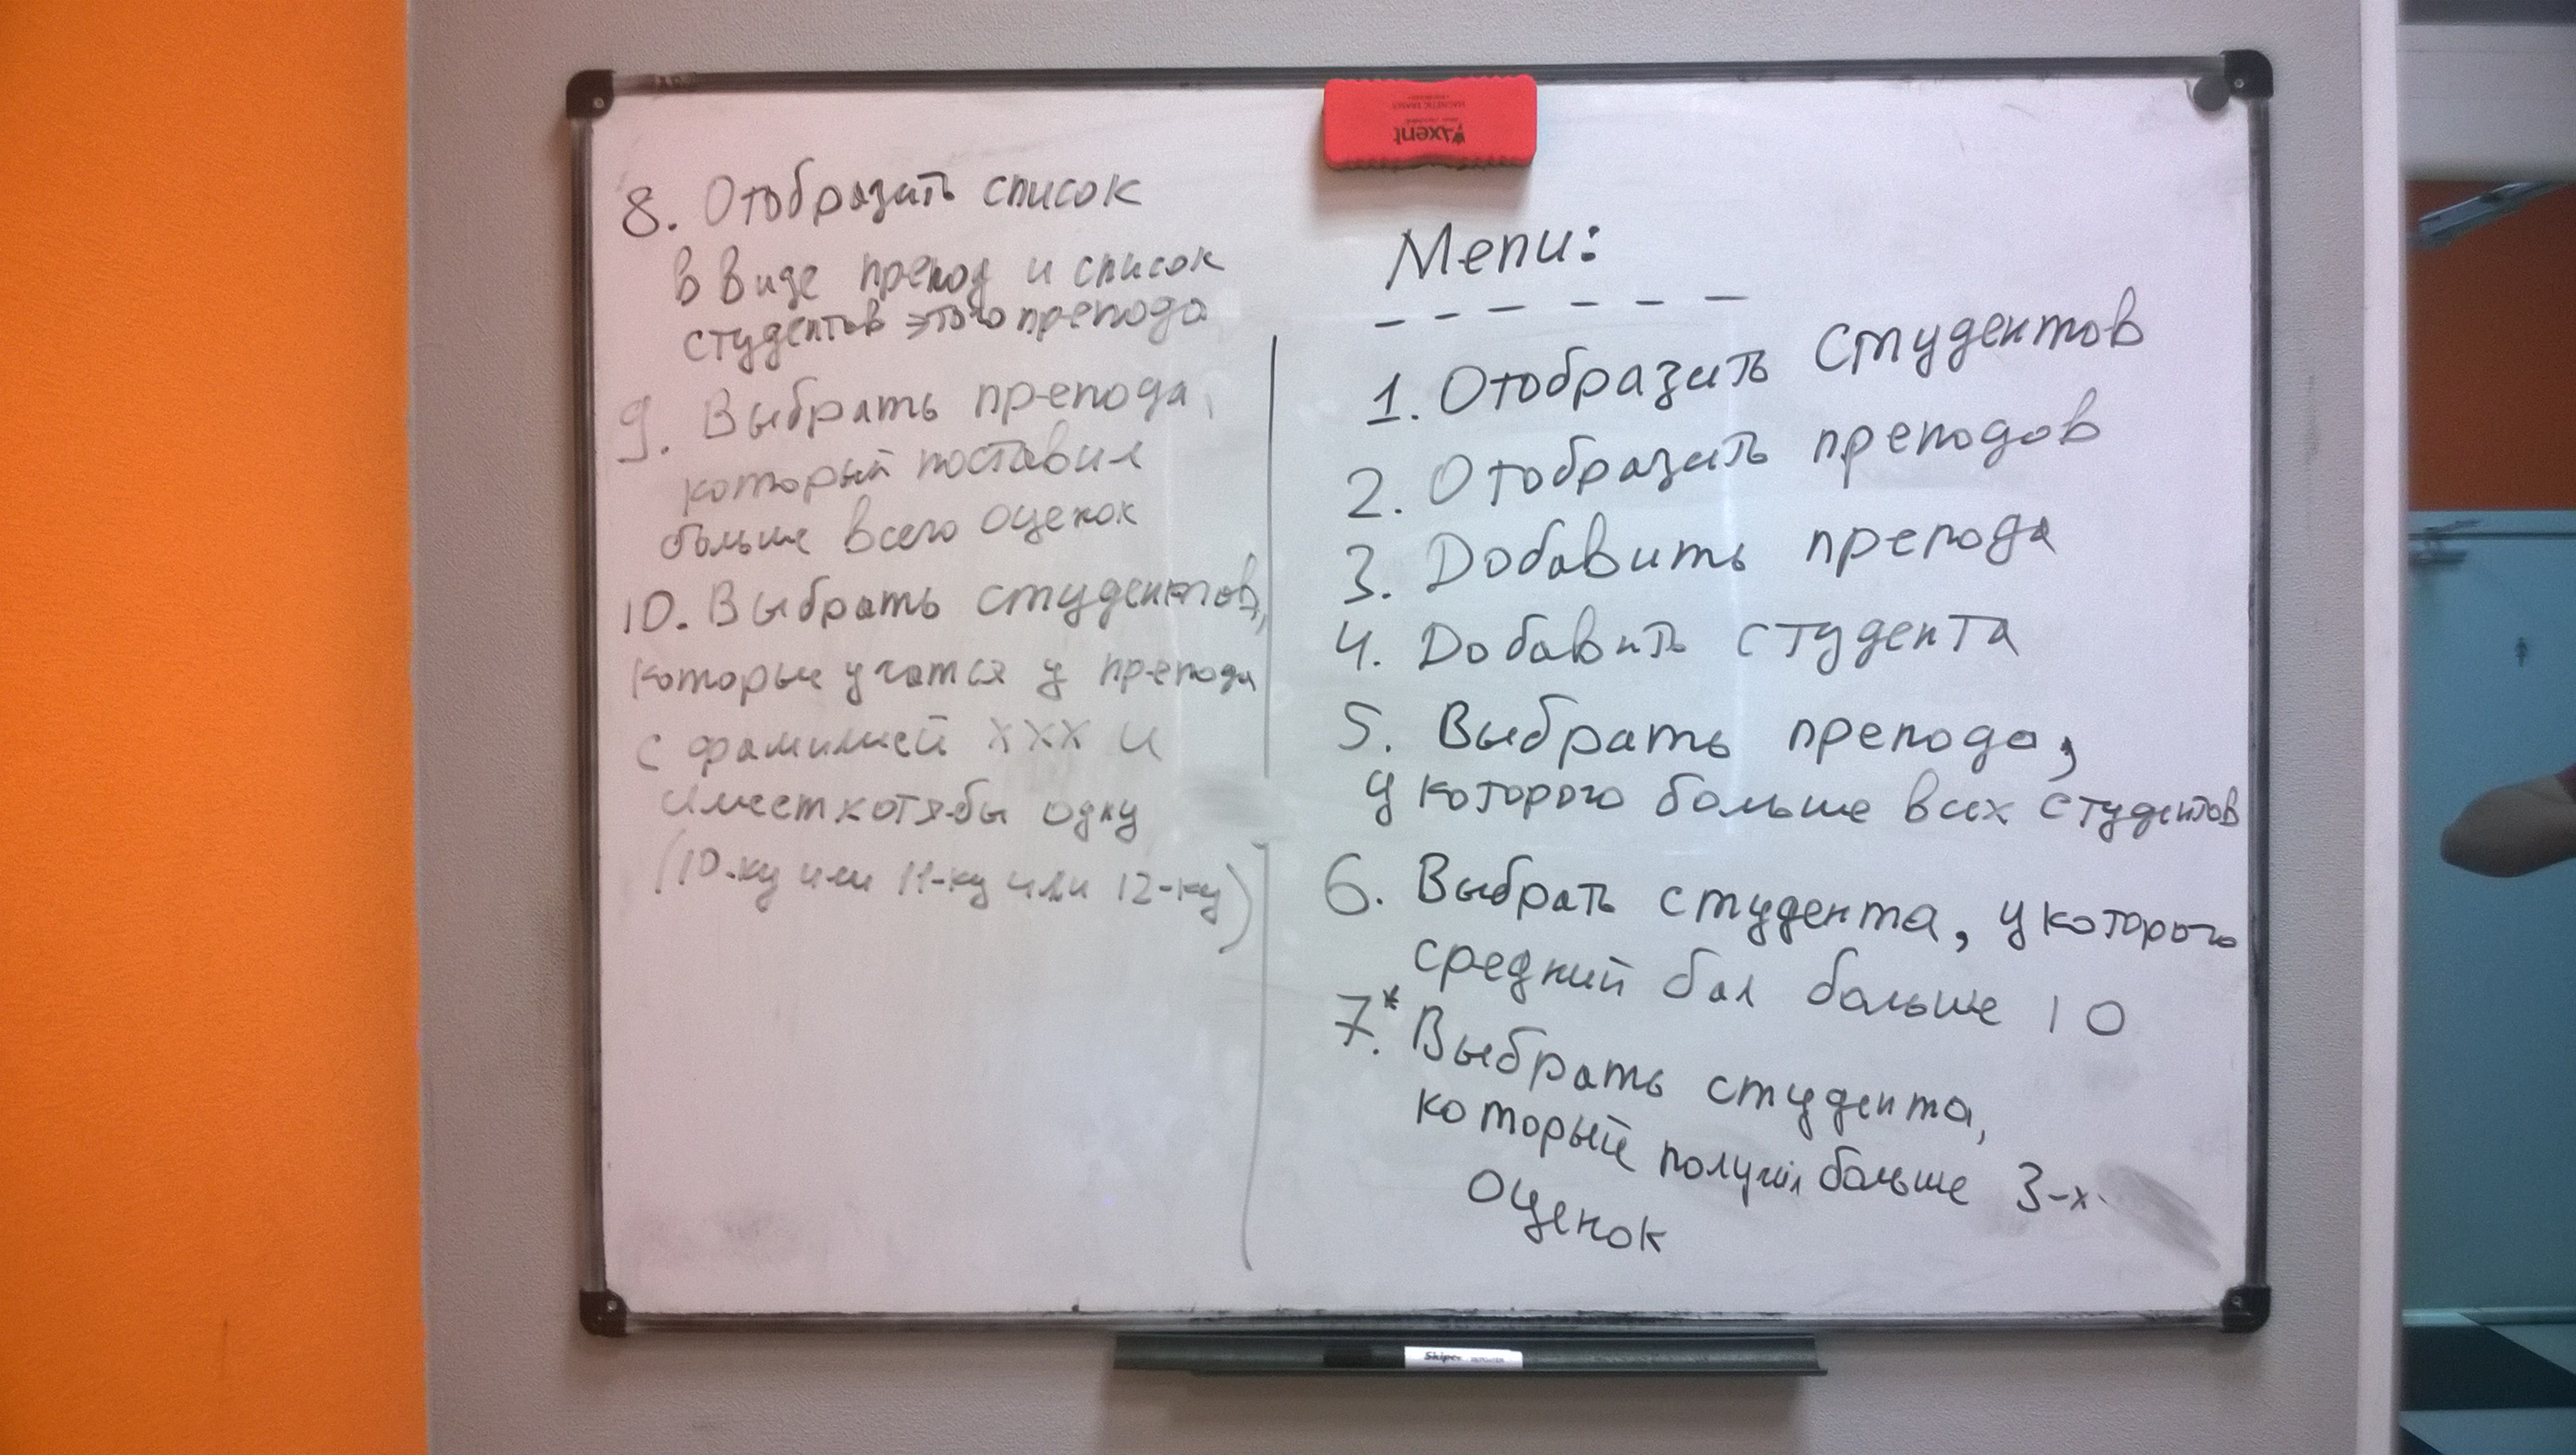 Axent
MAGNETIC ERASER
Menu:
1. Отобразить студентов
2. Отобразить преподов
3. Добавить препода
4. Добавить студента
5. Выбрать препода,
у которого больше всех студентов
6. Выбрать студента, у которого
средний бал больше 10
7.* Выбрать студента,
который получил больше 3-х
оценок
8. Отобразить список
в виде препод и список
студентов этого препода
9. Выбрать препода,
который поставил
больше всего оценок
10. Выбрать студентов,
которые учатся у препода
с фамилией XXX и
имеет хотя-бы одну
(10-ку или 11-ку или 12-ку)
Skiper